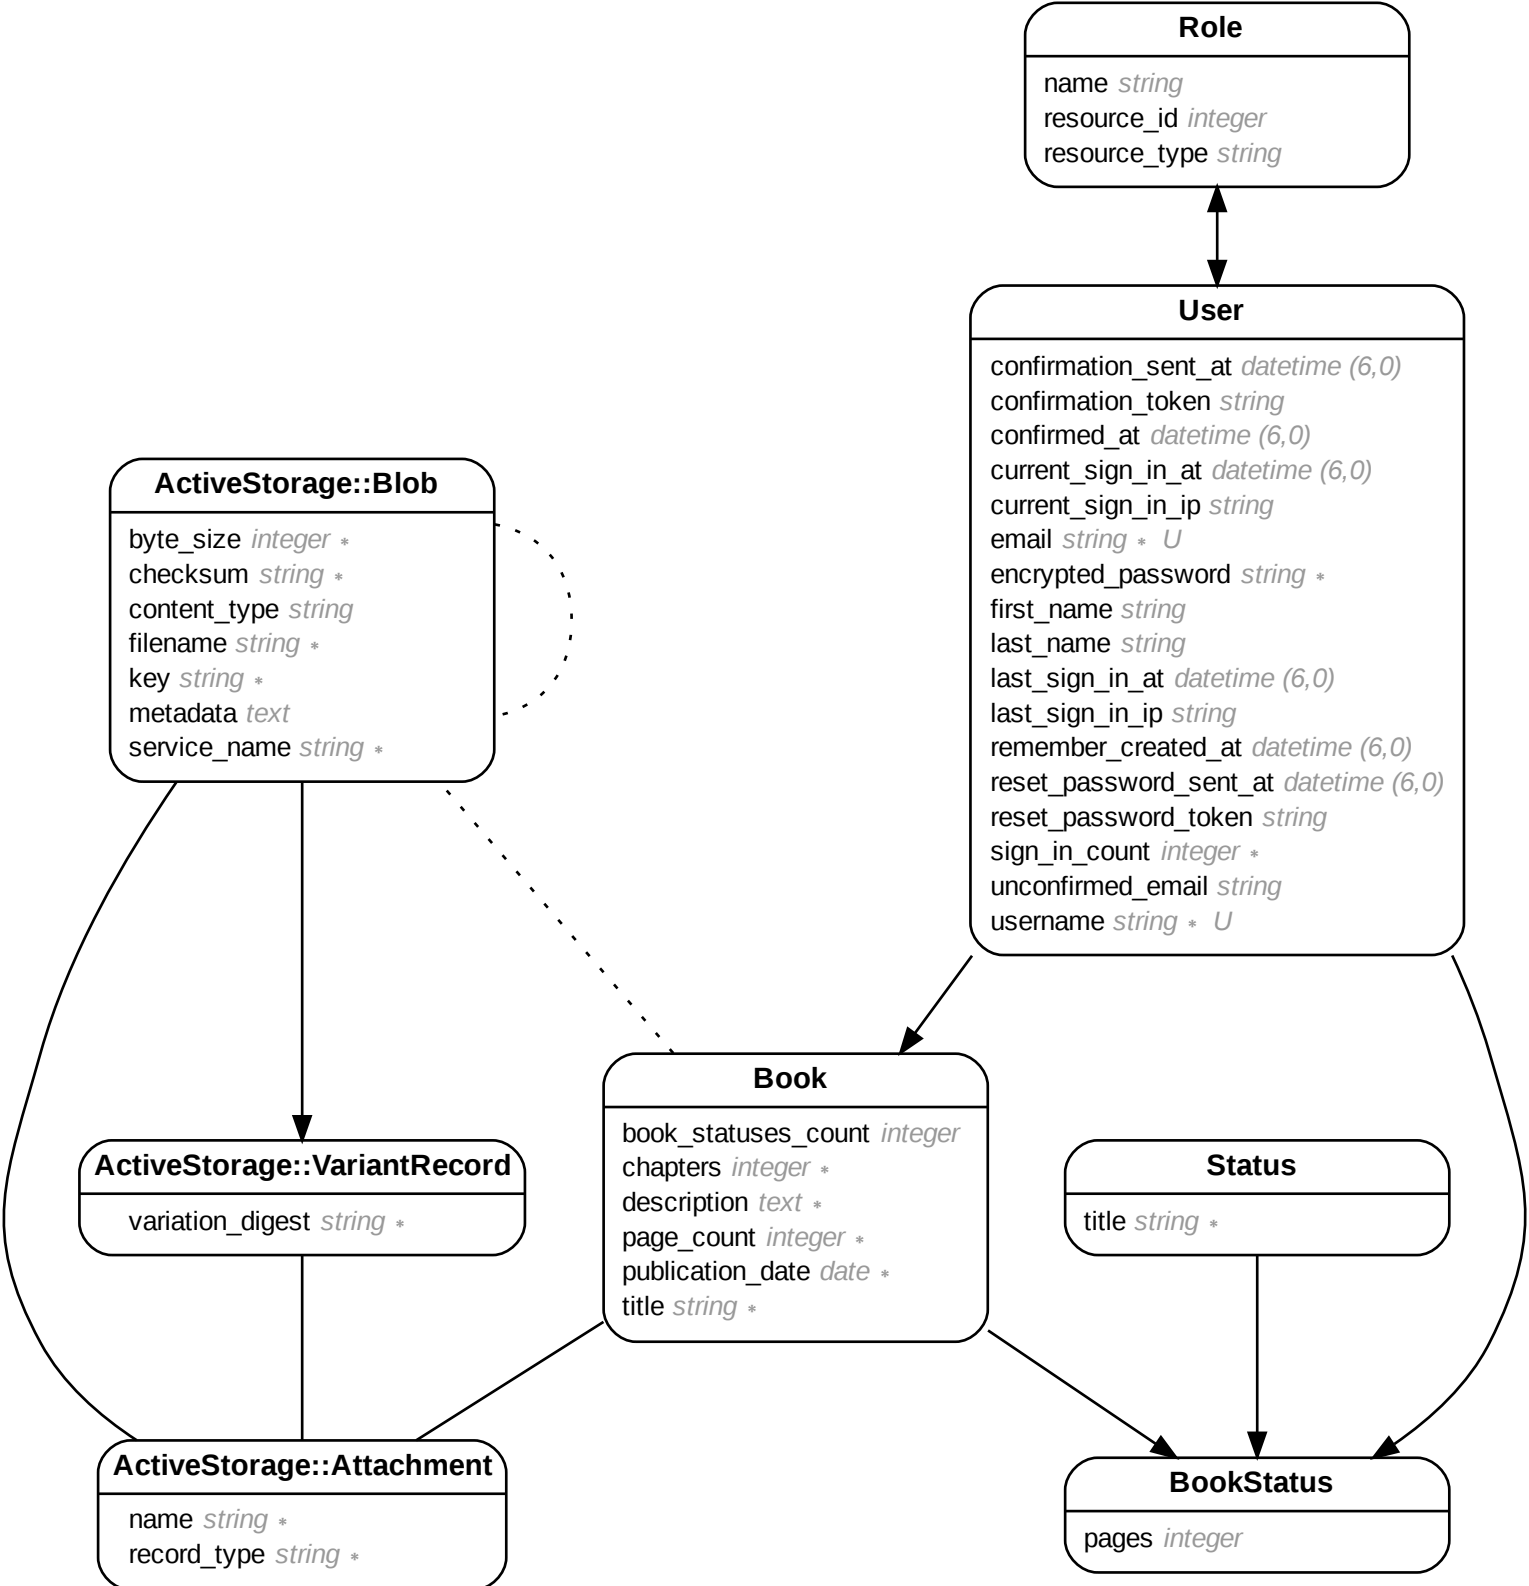 Role
name string
resource_id integer
resource_type string
User
confirmation_sent_at datetime (6,0)
confirmation_token string
confirmed_at datetime (6,0)
current_sign_in_at datetime (6,0)
current_sign_in_ip string
email string * U
encrypted_password string *
first_name string
last_name string
last_sign_in_at datetime (6,0)
last_sign_in_ip string
remember_created_at datetime (6,0)
reset_password_sent_at datetime (6,0)
reset_password_token string
sign_in_count integer *
unconfirmed_email string
username string * U
ActiveStorage::Blob
byte_size integer *
checksum string *
content_type string
filename string *
key string *
metadata text
service_name string *
Book
book_statuses_count integer
chapters integer *
description text *
page_count integer *
publication_date date *
title string *
ActiveStorage::VariantRecord
variation_digest string *
Status
title string *
ActiveStorage::Attachment
name string *
record_type string *
BookStatus
pages integer